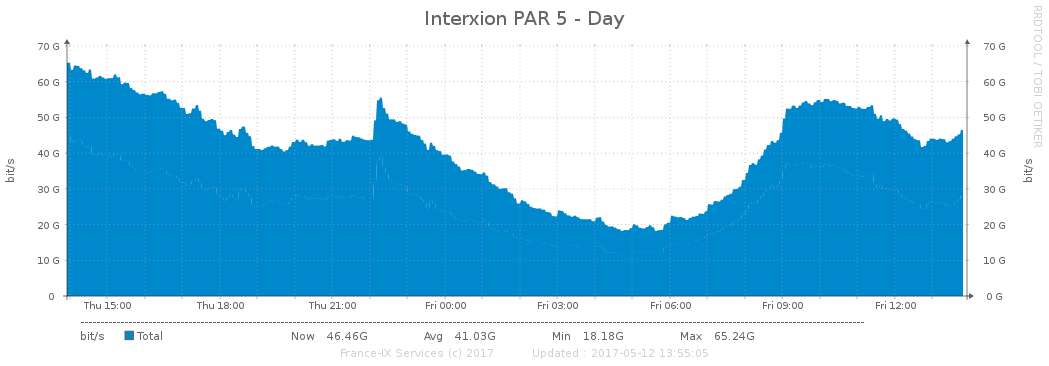 Interxion PAR 5 - Day
RRDTOOL / TOBI OETIKER
70 G 70 G
60 G 60 G
50 G 50 G
40 G 40 G
30 G 30 G
20 G 20 G
10 G 10 G
0 0 G
bit/s bit/s
Thu 15:00 Thu 18:00 Thu 21:00 Fri 00:00 Fri 03:00 Fri 06:00 Fri 09:00 Fri 12:00
bit/s Total Now 46.46G Avg 41.03G Min 18.18G Max 65.24G
France-IX Services (c) 2017 Updated : 2017-05-12 13:55:05